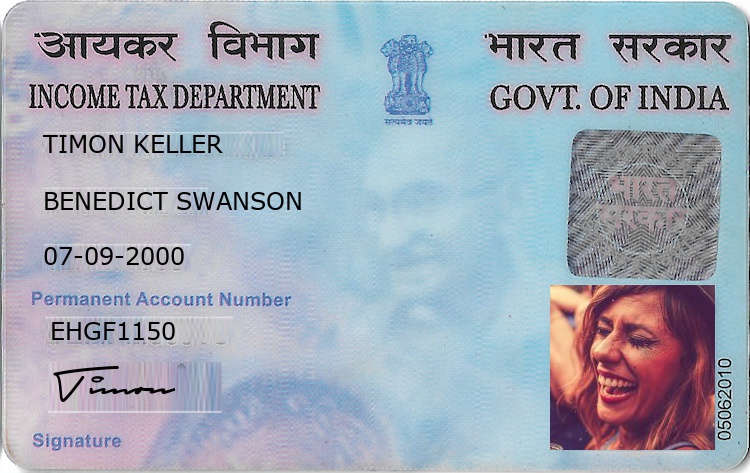 आयकर विभाग
भारत सरकार
INCOME TAX DEPARTMENT
GOVT. OF INDIA
सत्यमेव जयते
TIMON KELLER
भारत
सरकार
BENEDICT SWANSON
07-09-2000
Permanent Account Number
EHGF1150
Timon
05062010
Signature